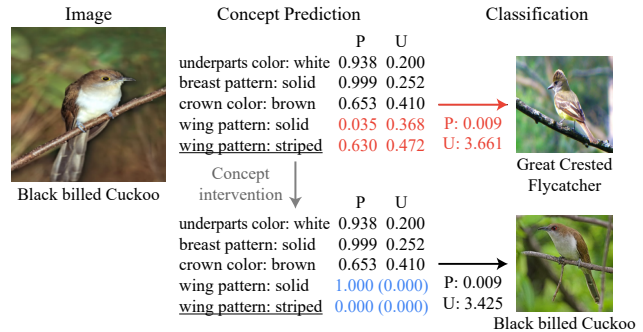 Image
Concept Prediction
Classification
P U
underparts color: white 0.938 0.200
breast pattern: solid 0.999 0.252
crown color: brown 0.653 0.410
wing pattern: solid 0.035 0.368
wing pattern: striped 0.630 0.472
P: 0.009
U: 3.661
Great Crested
Flycatcher
Black billed Cuckoo
Concept
intervention
P U
underparts color: white 0.938 0.200
breast pattern: solid 0.999 0.252
crown color: brown 0.653 0.410
wing pattern: solid 1.000 (0.000)
wing pattern: striped 0.000 (0.000)
P: 0.009
U: 3.425
Black billed Cuckoo